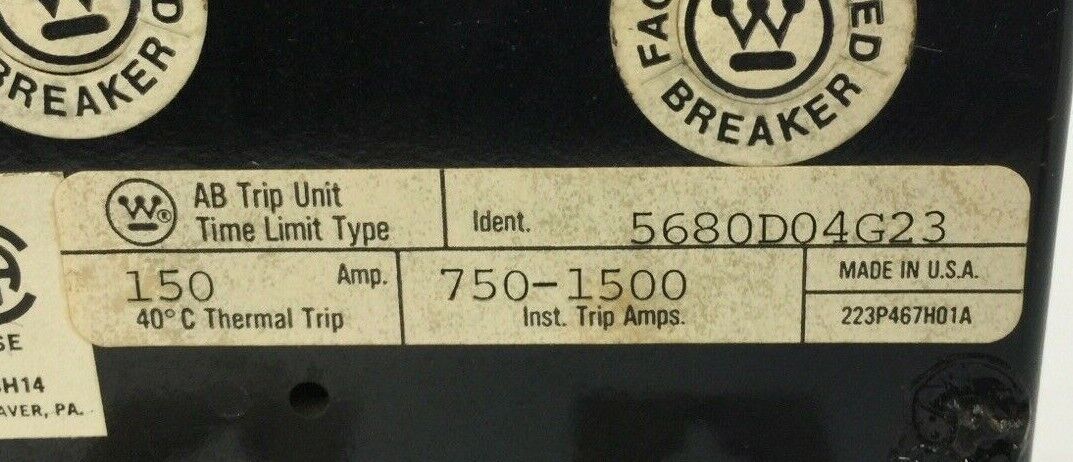 BREAKER
FAC ED
BREAKER
W® AB Trip Unit
Time Limit Type
Ident. 5680D04G23
150 Amp.
40°C Thermal Trip
750-1500
Inst. Trip Amps.
MADE IN U.S.A.
223P467H01A
SE
H14
AVER, PA.